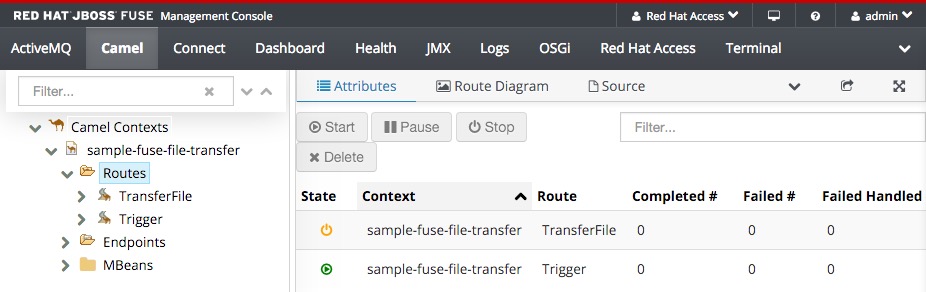 RED HAT JBOSS FUSE Management Console
Red Hat Access
admin
ActiveMQ Camel Connect Dashboard Health JMX Logs OSGi Red Hat Access Terminal
Filter...
Attributes Route Diagram Source
Camel Contexts
sample-fuse-file-transfer
Routes
TransferFile
Trigger
Endpoints
MBeans
Start Pause Stop
Filter...
Delete
State Context Route Completed # Failed # Failed Handled
sample-fuse-file-transfer TransferFile 0 0 0
sample-fuse-file-transfer Trigger 0 0 0